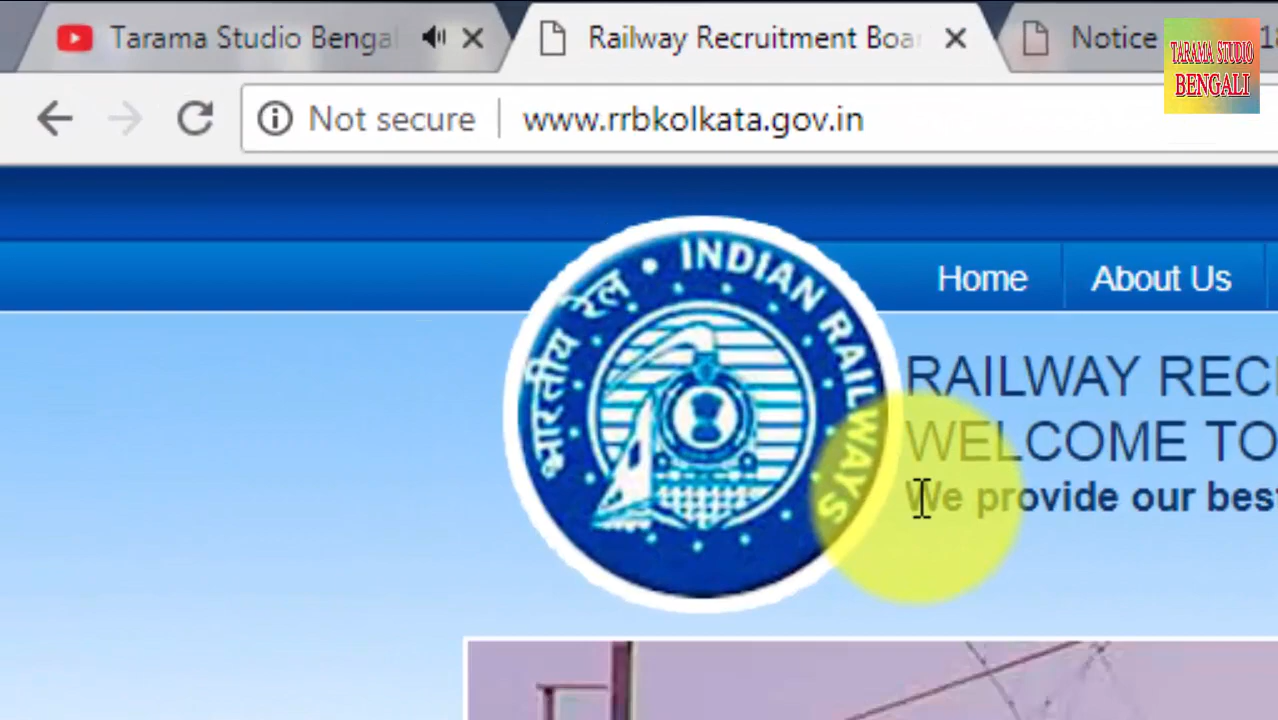 Tarama Studio Bengal
Railway Recruitment Boa
Notice
TARAMA STUDIO
BENGALI
Not secure
www.rrbkolkata.gov.in
Home
About Us
भारतीय रेल • INDIAN RAILWAYS
RAILWAY REC
WELCOME TO
We provide our best